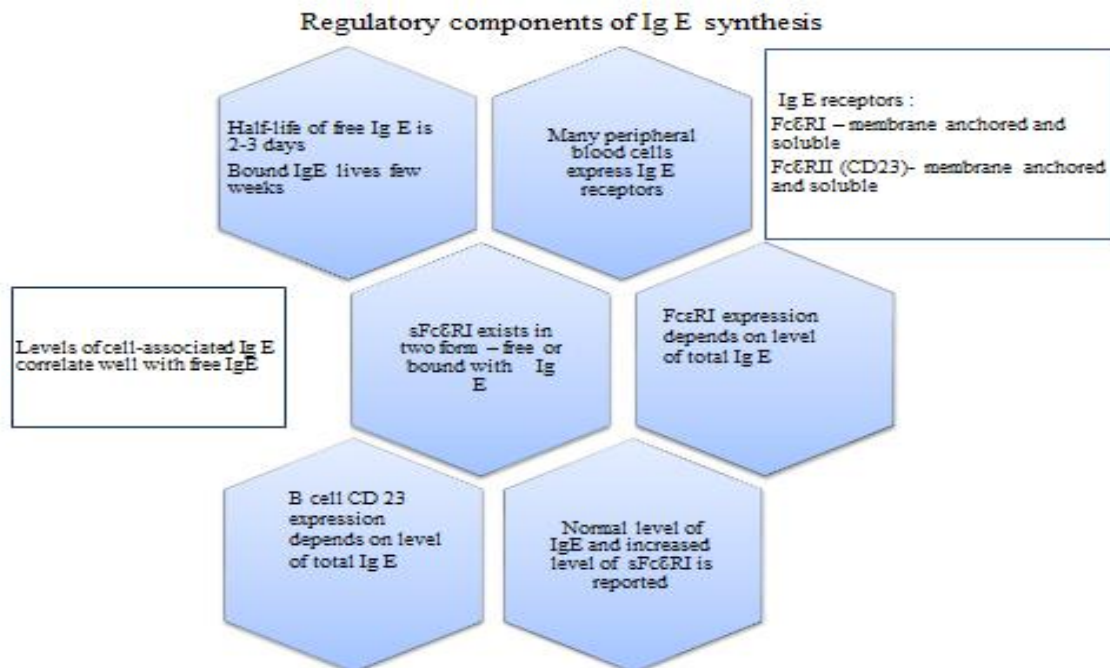 Regulatory components of Ig E synthesis
Half-life of free Ig E is
2-3 days
Bound IgE lives few
weeks
Many peripheral
blood cells
express Ig E
receptors
Ig E receptors :
FcƐRI – membrane anchored and
soluble
FcƐRII (CD23)- membrane anchored
and soluble
Levels of cell-associated Ig E
correlate well with free IgE
sFcƐRI exists in
two form – free or
bound with Ig
E
FcεRI expression
depends on level
of total Ig E
B cell CD 23
expression
depends on level
of total Ig E
Normal level of
IgE and increased
level of sFcƐRI is
reported